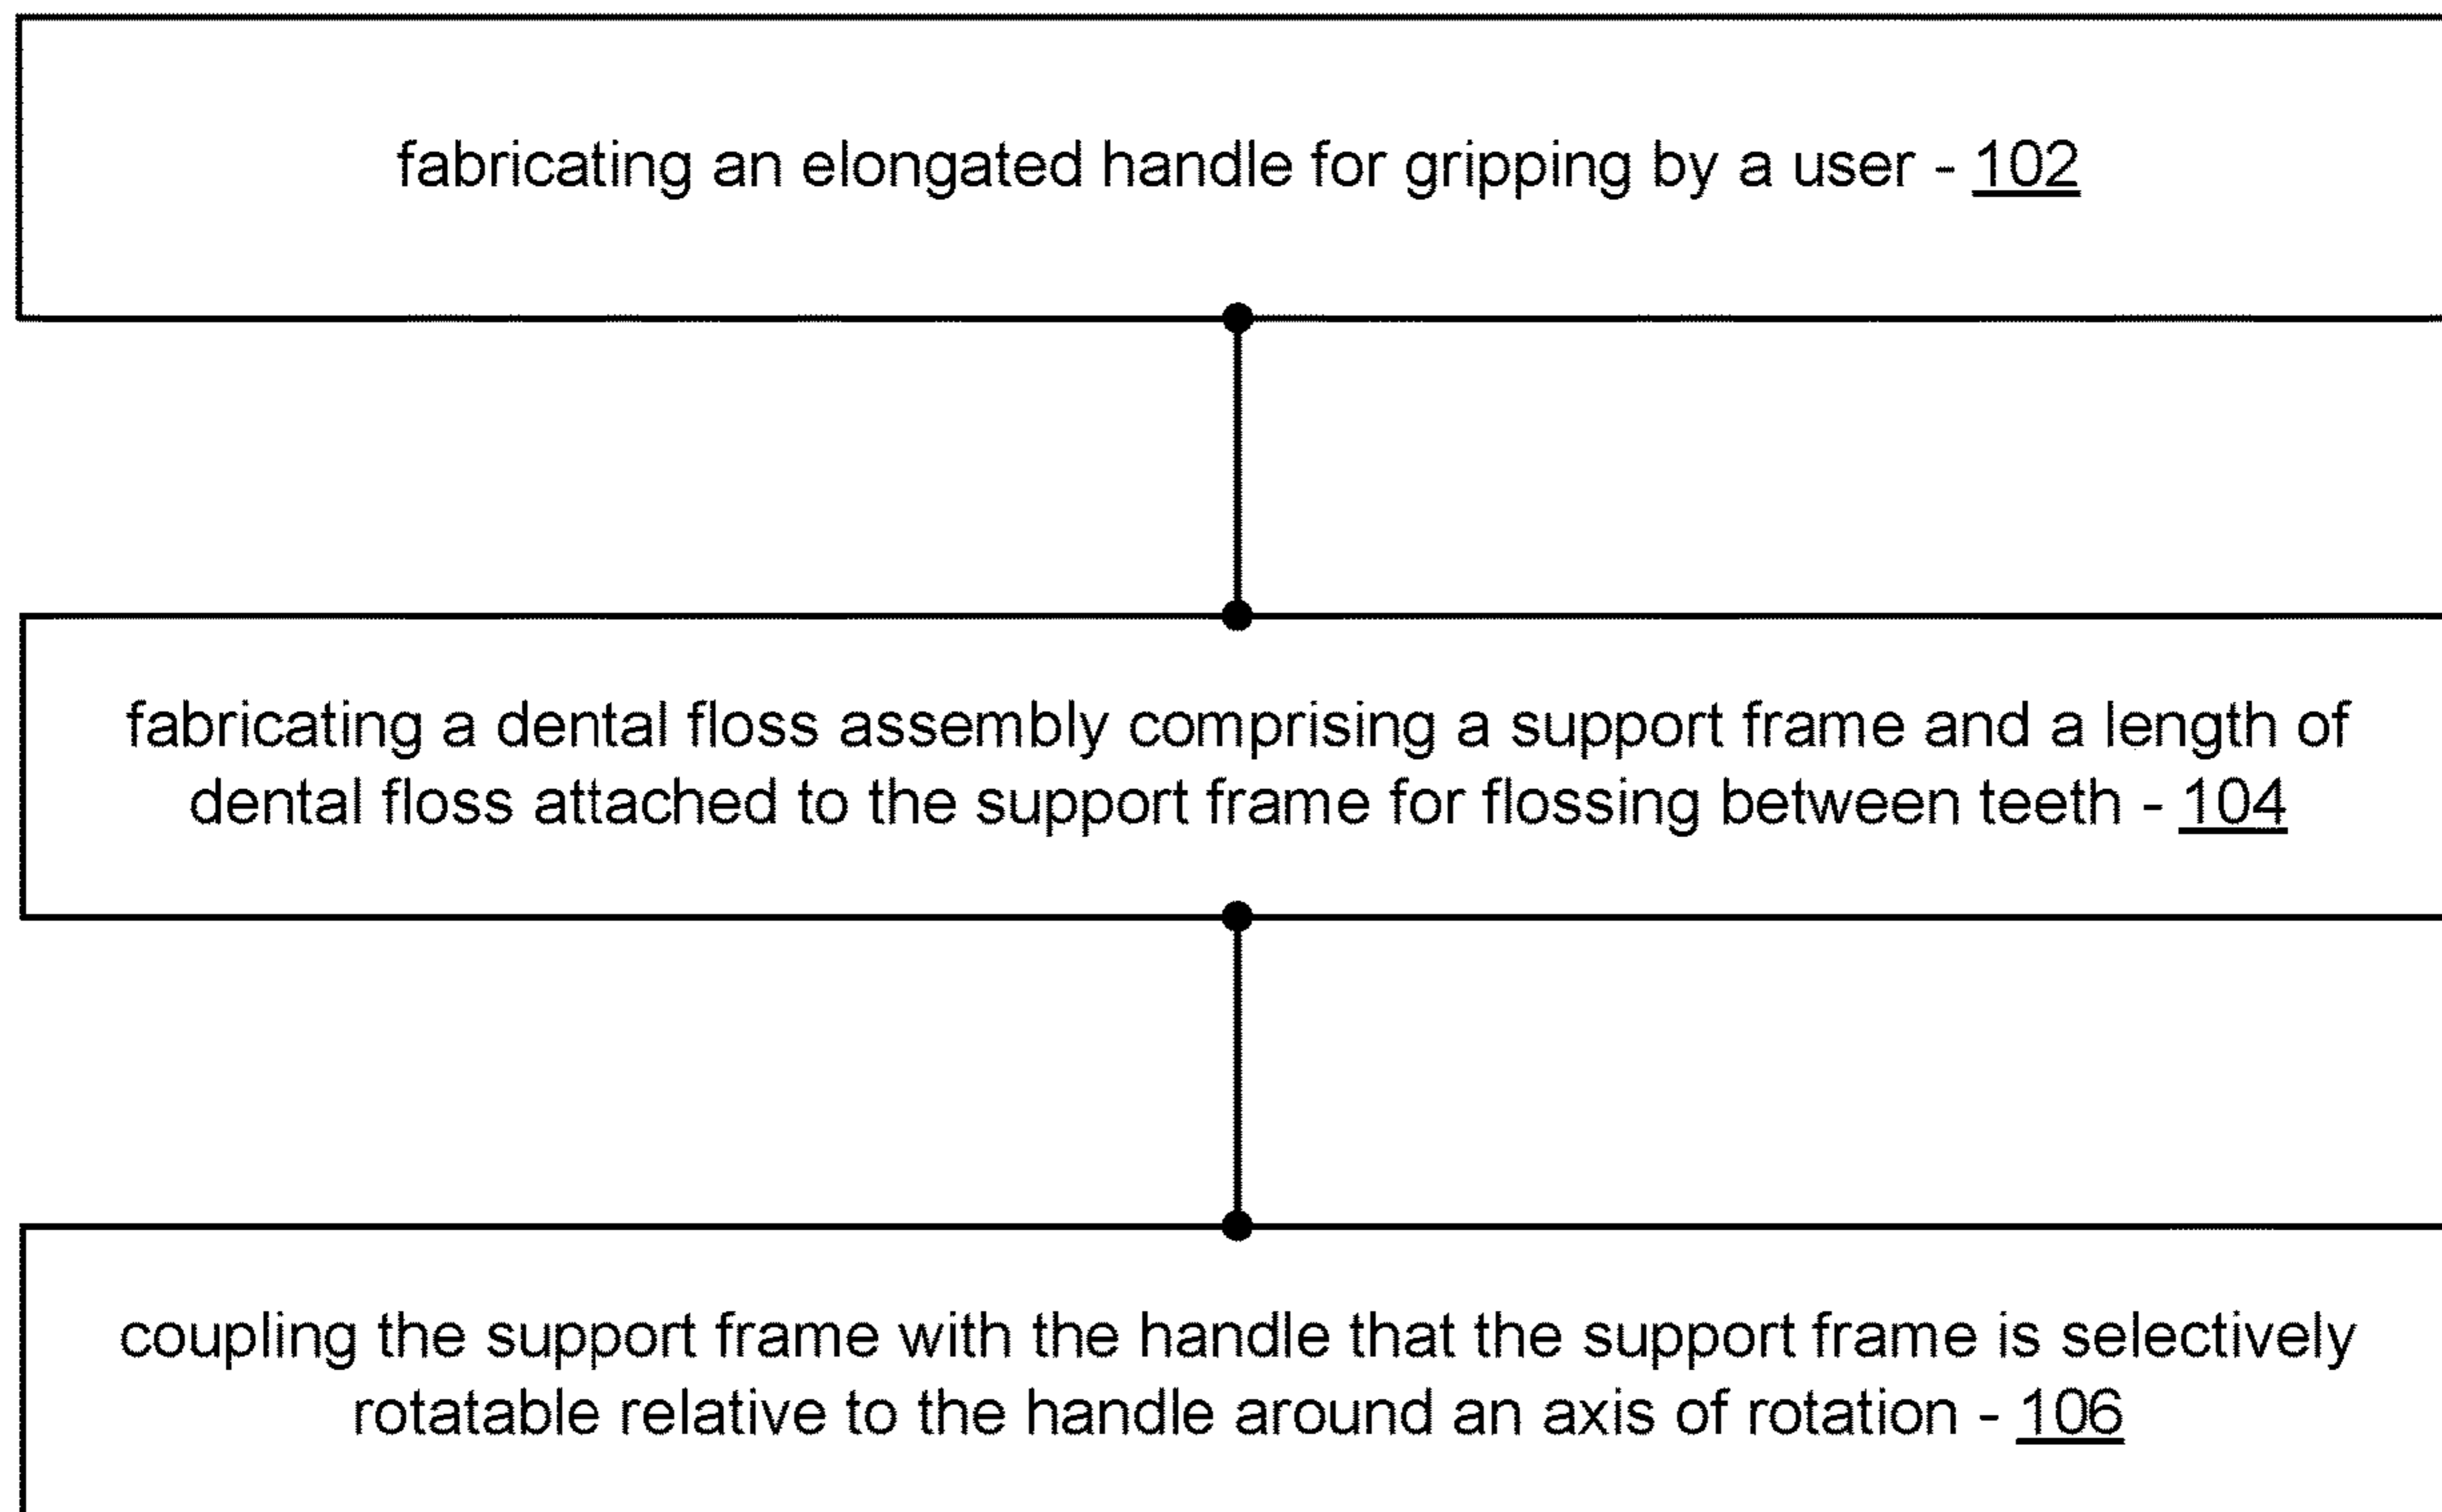 fabricating an elongated handle for gripping by a user - 102
fabricating a dental floss assembly comprising a support frame and a length of
dental floss attached to the support frame for flossing between teeth - 104
coupling the support frame with the handle that the support frame is selectively
rotatable relative to the handle around an axis of rotation - 106